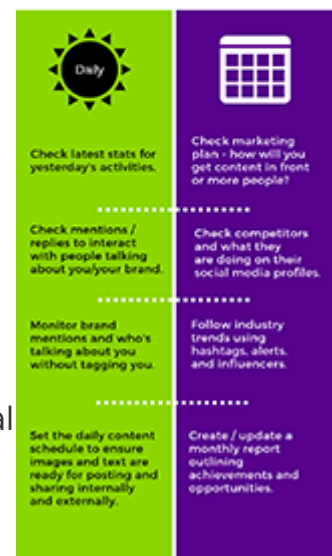 Daily
Check latest stats for
yesterday's activities.
Check mentions /
replies to interact
with people talking
about you/your brand.
Monitor brand
mentions and who's
talking about you
without tagging you.
Set the daily content
schedule to ensure
images and text are
ready for posting and
sharing internally
and externally.
Check marketing
plan - how will you
get content in front
or more people?
Check competitors
and what they
are doing on their
social media profiles.
Follow industry
trends using
hashtags, alerts,
and influencers.
Create / update a
monthly report
outlining
achievements and
opportunities.
al